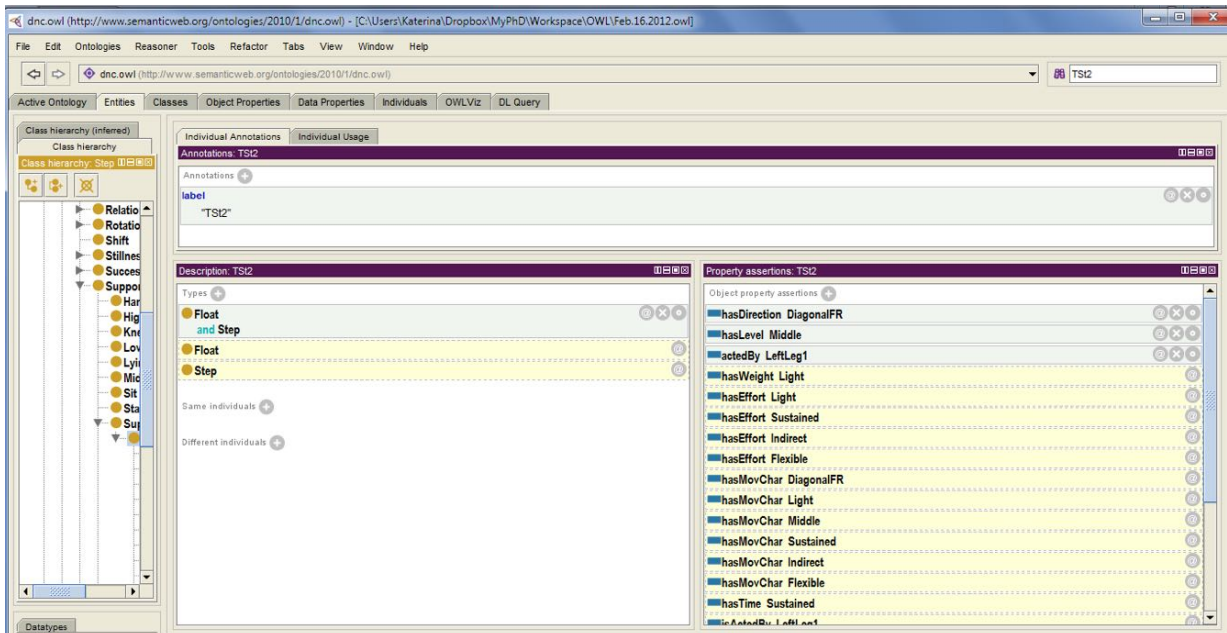 dnc.owl (http://www.semanticweb.org/ontologies/2010/1/dnc.owl) - [C:\Users\Katerina\Dropbox\MyPhD\Workspace\OWL\Feb.16.2012.owl]
File Edit Ontologies Reasoner Tools Refactor Tabs View Window Help
dnc.owl (http://www.semanticweb.org/ontologies/2010/1/dnc.owl) TSt2
Active Ontology Entities Classes Object Properties Data Properties Individuals OWLViz DL Query
Class hierarchy (inferred)
Class hierarchy
Class hierarchy: Step
Relatio
Rotatio
Shift
Stillnes
Succes
Suppo
Har
Hig
Kne
Lov
Lyi
Mic
Sit
Sta
Sup
Datatypes
Individual Annotations Individual Usage
Annotations: TSt2
Annotations
label
"TSt2"
Description: TSt2
Types
Float
and Step
Float
Step
Same individuals
Different individuals
Property assertions: TSt2
Object property assertions
hasDirection DiagonalFR
hasLevel Middle
actedBy LeftLeg1
hasWeight Light
hasEffort Light
hasEffort Sustained
hasEffort Indirect
hasEffort Flexible
hasMovChar DiagonalFR
hasMovChar Light
hasMovChar Middle
hasMovChar Sustained
hasMovChar Indirect
hasMovChar Flexible
hasTime Sustained
isActedBy LeftLeg1